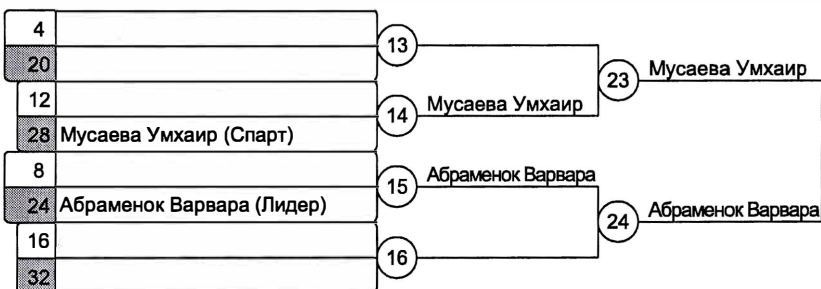 4
20
13
12
28 Мусаева Умхаир (Спарт)
14 Мусаева Умхаир
23 Мусаева Умхаир
8
24 Абраменок Варвара (Лидер)
15 Абраменок Варвара
16
32
16
24 Абраменок Варвара